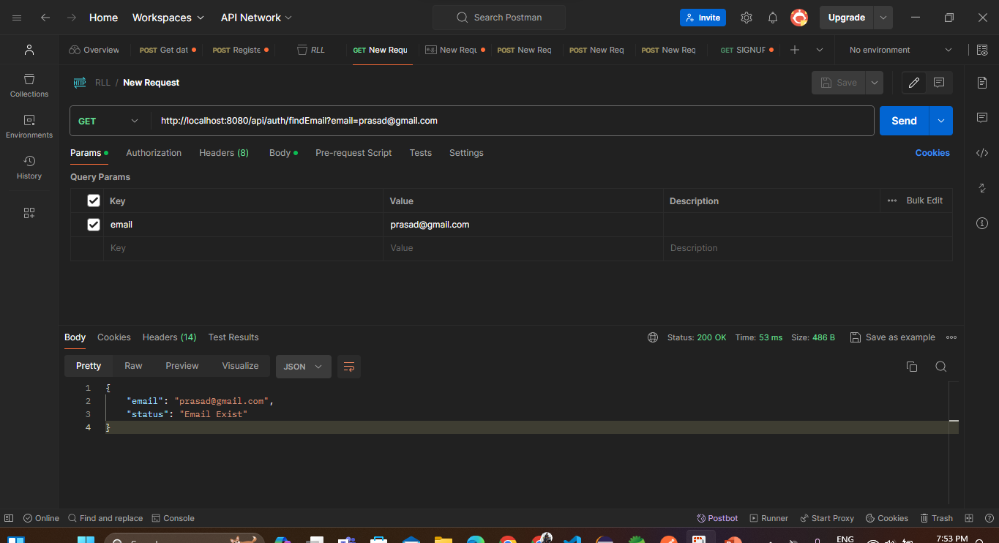 Home Workspaces API Network Search Postman Invite Upgrade
Overview POST Get dat POST Registe RLL GET New Requ e.g. New Requ POST New Req POST New Req POST New Req GET SIGNUP No environment
HTTP RLL / New Request Save
Collections
GET http://localhost:8080/api/auth/findEmail?email=prasad@gmail.com Send
Environments
Params Authorization Headers (8) Body Pre-request Script Tests Settings Cookies
History
Query Params
Key Value Description Bulk Edit
email prasad@gmail.com
Key Value Description
Body Cookies Headers (14) Test Results Status: 200 OK Time: 53 ms Size: 486 B Save as example
Pretty Raw Preview Visualize JSON
1 {
2 "email": "prasad@gmail.com",
3 "status": "Email Exist"
4 }
Online Find and replace Console Postbot Runner Start Proxy Cookies Trash
ENG 7:53 PM